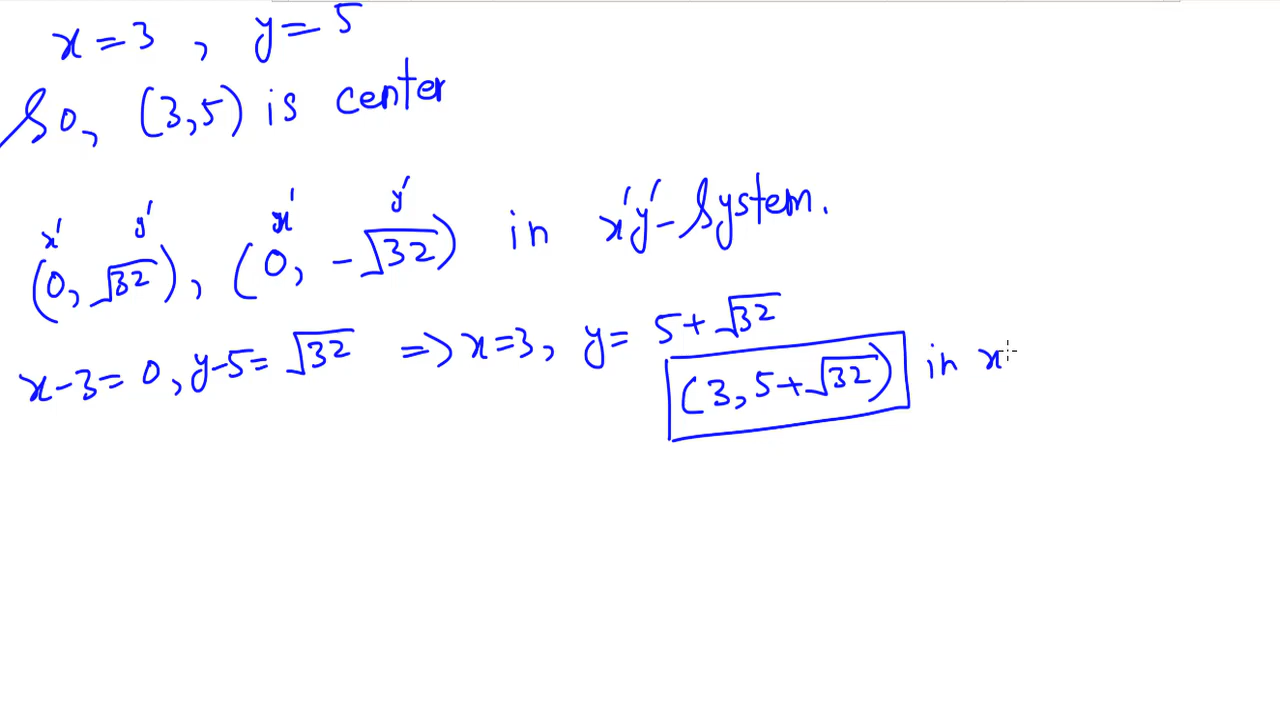 x = 3 , y = 5
So, (3,5) is center
x' y' x' y'
(0, √32), (0, -√32) in x'y'-System.
x-3=0, y-5=√32 => x=3, y= 5+√32
(3, 5+√32) in x